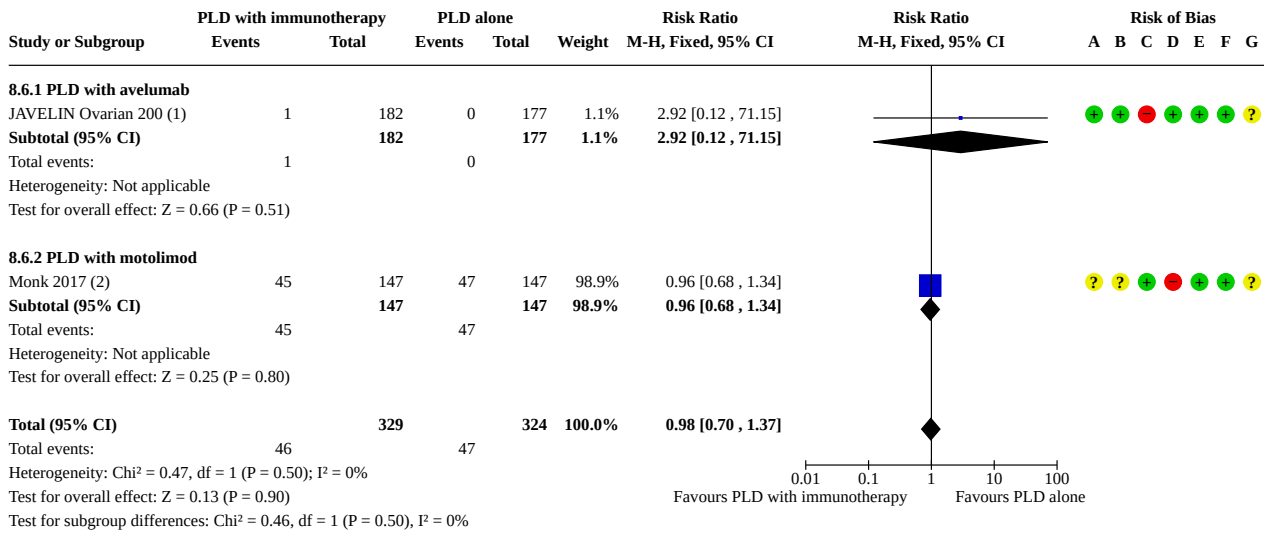 PLD with immunotherapy PLD alone Risk Ratio Risk Ratio Risk of Bias
Study or Subgroup Events Total Events Total Weight M-H, Fixed, 95% CI M-H, Fixed, 95% CI A B C D E F G
8.6.1 PLD with avelumab
JAVELIN Ovarian 200 (1) 1 182 0 177 1.1% 2.92 [0.12 , 71.15] + + − + + + ?
Subtotal (95% CI) 182 177 1.1% 2.92 [0.12 , 71.15]
Total events: 1 0
Heterogeneity: Not applicable
Test for overall effect: Z = 0.66 (P = 0.51)
8.6.2 PLD with motolimod
Monk 2017 (2) 45 147 47 147 98.9% 0.96 [0.68 , 1.34] ? ? + − + + ?
Subtotal (95% CI) 147 147 98.9% 0.96 [0.68 , 1.34]
Total events: 45 47
Heterogeneity: Not applicable
Test for overall effect: Z = 0.25 (P = 0.80)
Total (95% CI) 329 324 100.0% 0.98 [0.70 , 1.37]
Total events: 46 47
Heterogeneity: Chi² = 0.47, df = 1 (P = 0.50); I² = 0%
Test for overall effect: Z = 0.13 (P = 0.90)
Test for subgroup differences: Chi² = 0.46, df = 1 (P = 0.50), I² = 0%
0.01 0.1 1 10 100
Favours PLD with immunotherapy Favours PLD alone